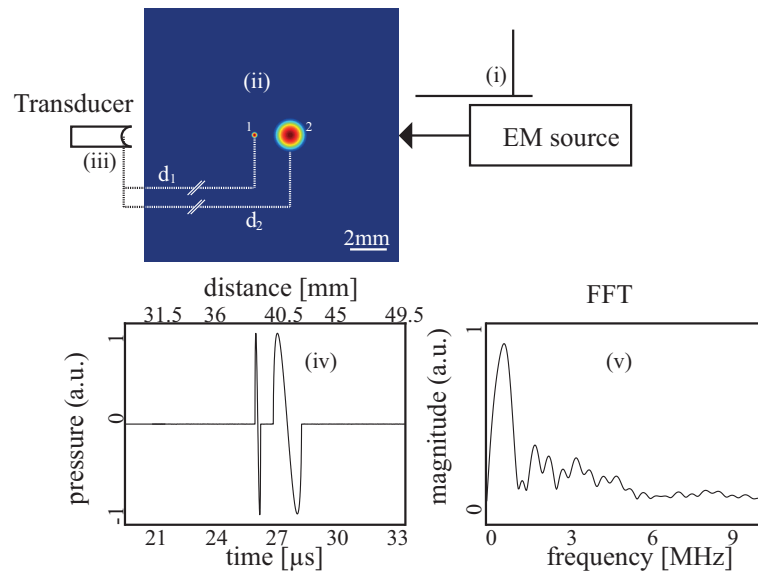 (i)
(ii)
Transducer
1
2
EM source
(iii)
d1
d2
2mm
distance [mm]
31.5 36 40.5 45 49.5
FFT
pressure (a.u.)
1
0
-1
(iv)
21 24 27 30 33
time [µs]
magnitude (a.u.)
1
0
(v)
0 3 6 9
frequency [MHz]